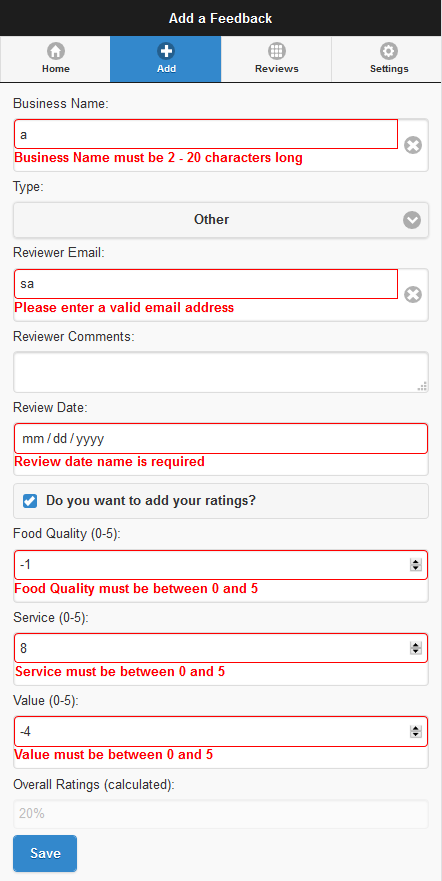 Add a Feedback
Home Add Reviews Settings
Business Name:
a
Business Name must be 2 - 20 characters long
Type:
Other
Reviewer Email:
sa
Please enter a valid email address
Reviewer Comments:
Review Date:
mm/dd/yyyy
Review date name is required
Do you want to add your ratings?
Food Quality (0-5):
-1
Food Quality must be between 0 and 5
Service (0-5):
8
Service must be between 0 and 5
Value (0-5):
-4
Value must be between 0 and 5
Overall Ratings (calculated):
20%
Save